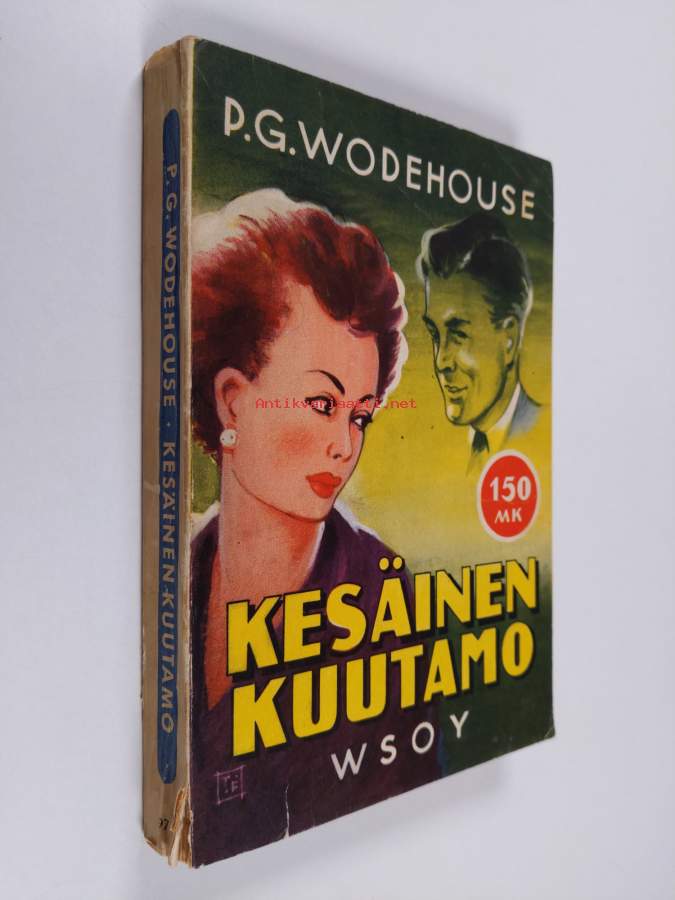 P.G.WODEHOUSE
Antikvariaatti.net
150
MK
KESÄINEN
KUUTAMO
WSOY
P. G. WODEHOUSE · KESÄINEN KUUTAMO